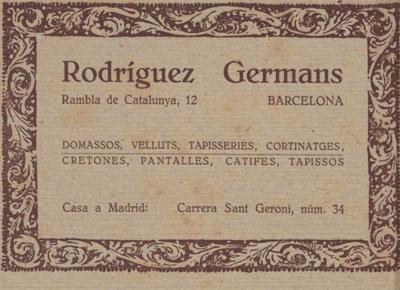 Rodríguez Germans
Rambla de Catalunya, 12 BARCELONA
DOMASSOS, VELLUTS, TAPISSERIES, CORTINATGES,
CRETONES, PANTALLES, CATIFES, TAPISSOS
Casa a Madrid: Carrera Sant Geroni, núm. 34